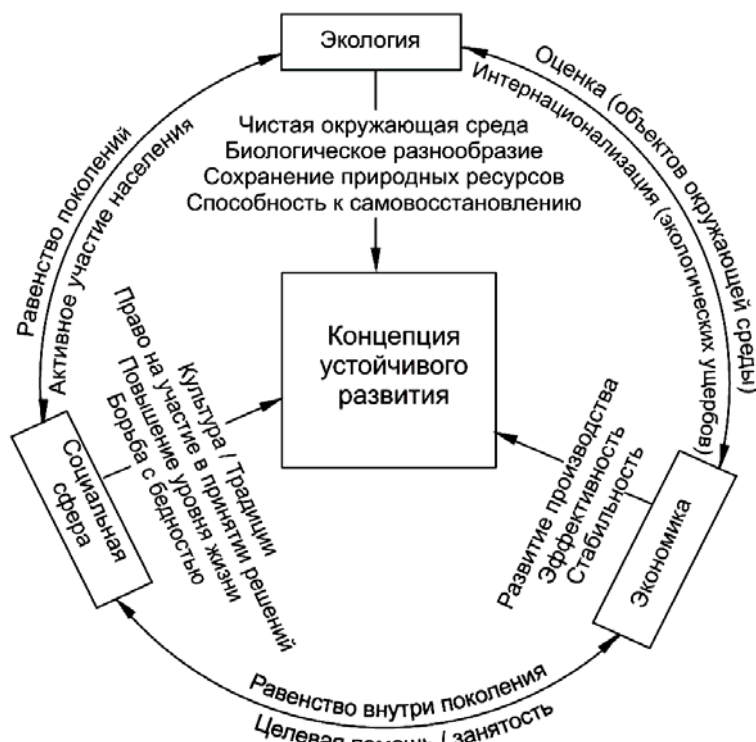 Экология
Оценка (объектов окружающей среды)
Интернационализация (экологических ущербов)
Равенство поколений
Активное участие населения
Чистая окружающая среда
Биологическое разнообразие
Сохранение природных ресурсов
Способность к самовосстановлению
Концепция
устойчивого
развития
Культура / Традиции
Право на участие в принятии решений
Повышение уровня жизни
Борьба с бедностью
Социальная
сфера
Развитие производства
Эффективность
Стабильность
Экономика
Равенство внутри поколения
Целевая помощь / занятость